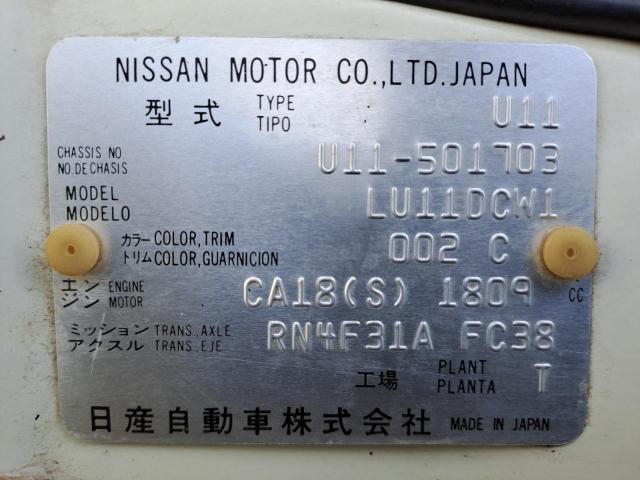 NISSAN MOTOR CO.,LTD.JAPAN
型式 TYPE TIPO U11
CHASSIS NO. NO.DE CHASIS U11-501703
MODEL MODELO LU11DCW1
カラー COLOR,TRIM トリム COLOR,GUARNICION 002 C
エンジン ENGINE MOTOR CA18(S) 1809 CC
ミッション TRANS.,AXLE アクスル TRANS.,EJE RN4F31A FC38
工場 PLANT PLANTA T
日産自動車株式会社 MADE IN JAPAN